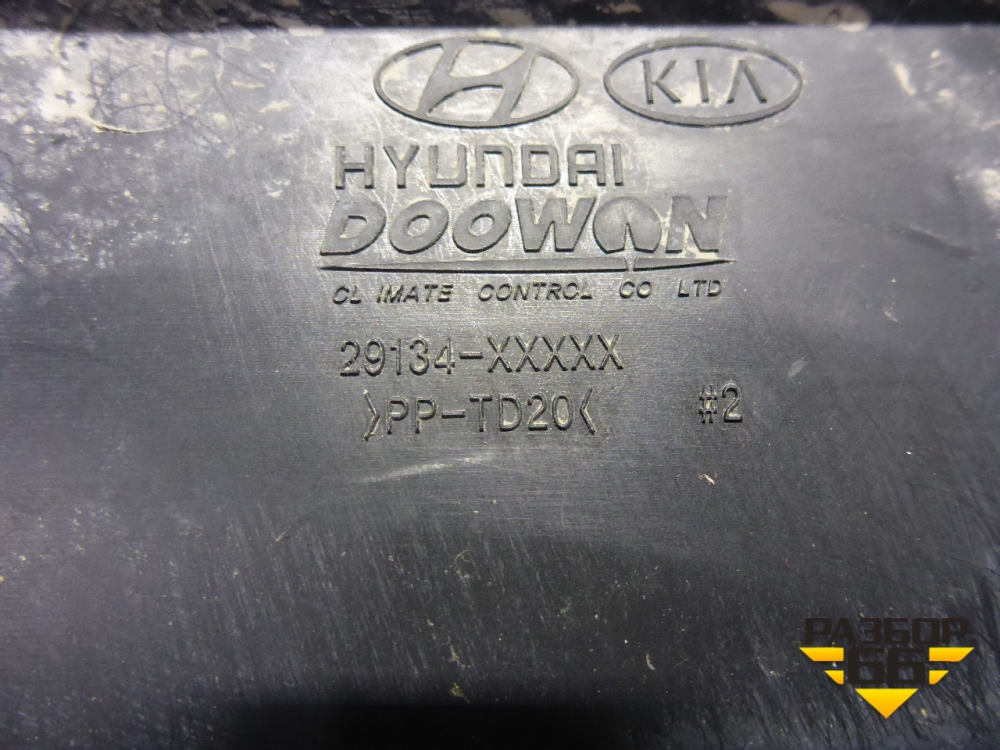 KIA
HYUNDAI
DOOWON
CLIMATE CONTROL CO LTD
29134-XXXXX
>PP-TD20< #2
РАЗБОР
66